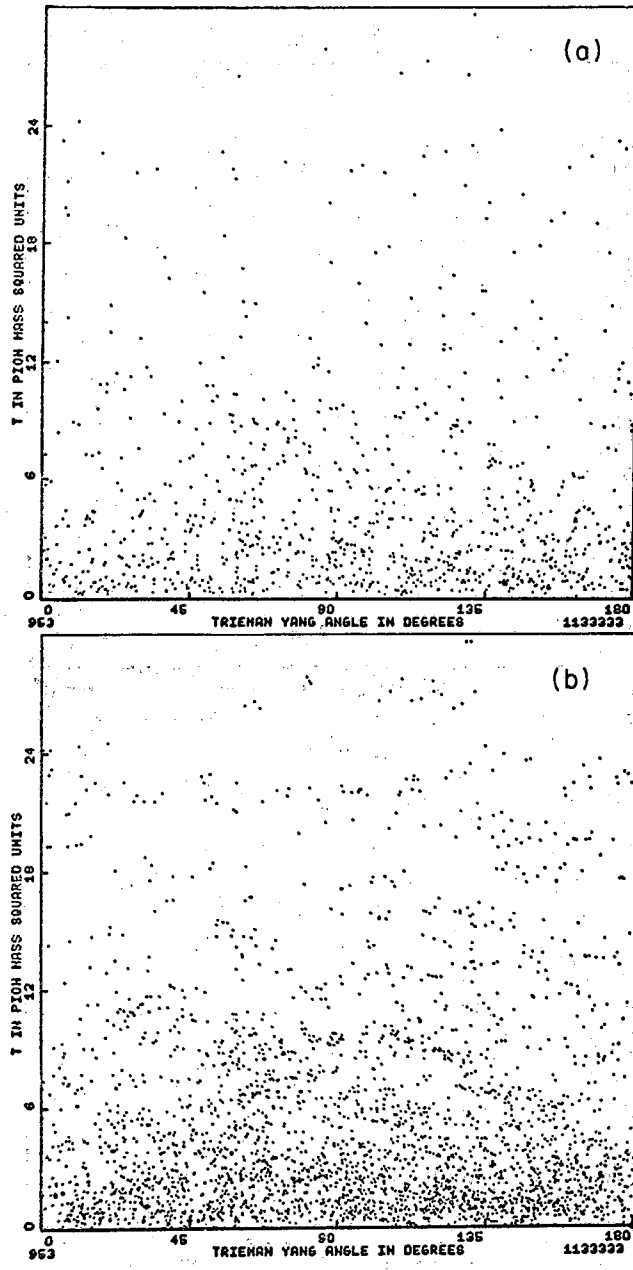 (a)
24
18
12
6
0
T IN PION MASS SQUARED UNITS
0 45 90 135 180
953 TRIEMAN YANG ANGLE IN DEGREES 1133333
(b)
24
18
12
6
0
T IN PION MASS SQUARED UNITS
0 45 90 135 180
953 TRIEMAN YANG ANGLE IN DEGREES 1133333